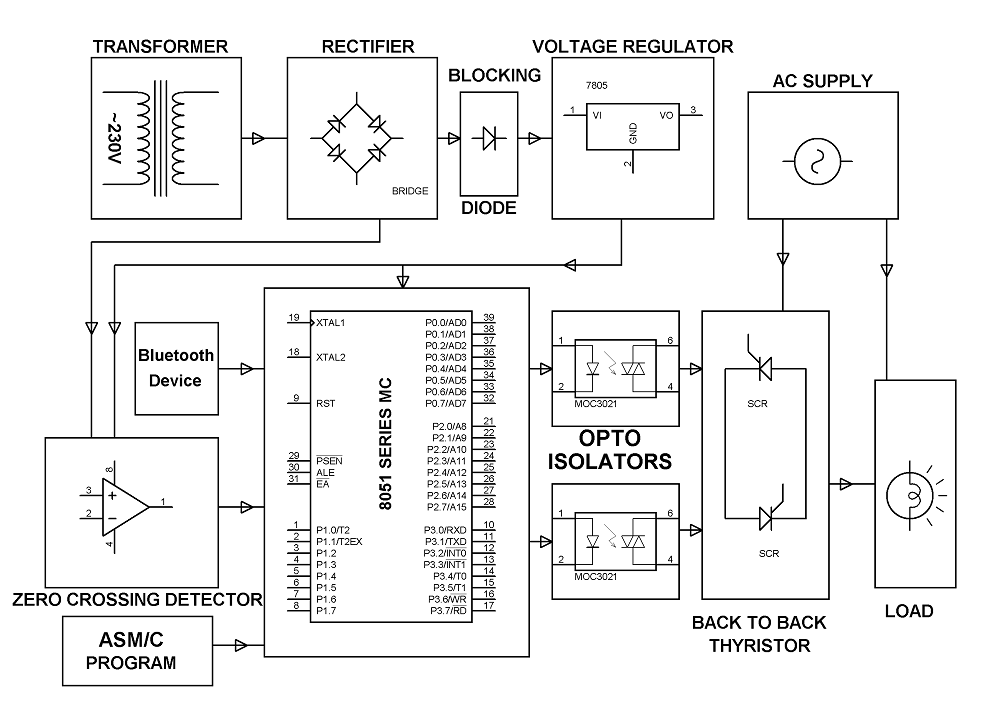 TRANSFORMER
~230V
RECTIFIER
BRIDGE
BLOCKING
DIODE
VOLTAGE REGULATOR
7805
1
VI
VO
3
GND
2
AC SUPPLY
Bluetooth
Device
8
3
+
2
−
1
4
ZERO CROSSING DETECTOR
ASM/C
PROGRAM
8051 SERIES MC
19 XTAL1
18 XTAL2
9 RST
29 PSEN
30 ALE
31 EA
1 P1.0/T2
2 P1.1/T2EX
3 P1.2
4 P1.3
5 P1.4
6 P1.5
7 P1.6
8 P1.7
P0.0/AD0 39
P0.1/AD1 38
P0.2/AD2 37
P0.3/AD3 36
P0.4/AD4 35
P0.5/AD5 34
P0.6/AD6 33
P0.7/AD7 32
P2.0/A8 21
P2.1/A9 22
P2.2/A10 23
P2.3/A11 24
P2.4/A12 25
P2.5/A13 26
P2.6/A14 27
P2.7/A15 28
P3.0/RXD 10
P3.1/TXD 11
P3.2/INT0 12
P3.3/INT1 13
P3.4/T0 14
P3.5/T1 15
P3.6/WR 16
P3.7/RD 17
1 6
2 4
MOC3021
OPTO
ISOLATORS
1 6
2 4
MOC3021
SCR
SCR
BACK TO BACK
THYRISTOR
LOAD